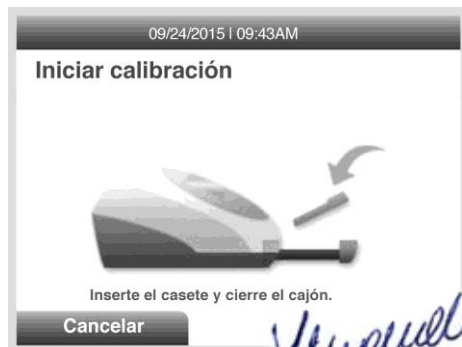 09/24/2015 | 09:43AM
Iniciar calibración
Inserte el casete y cierre el cajón.
Cancelar